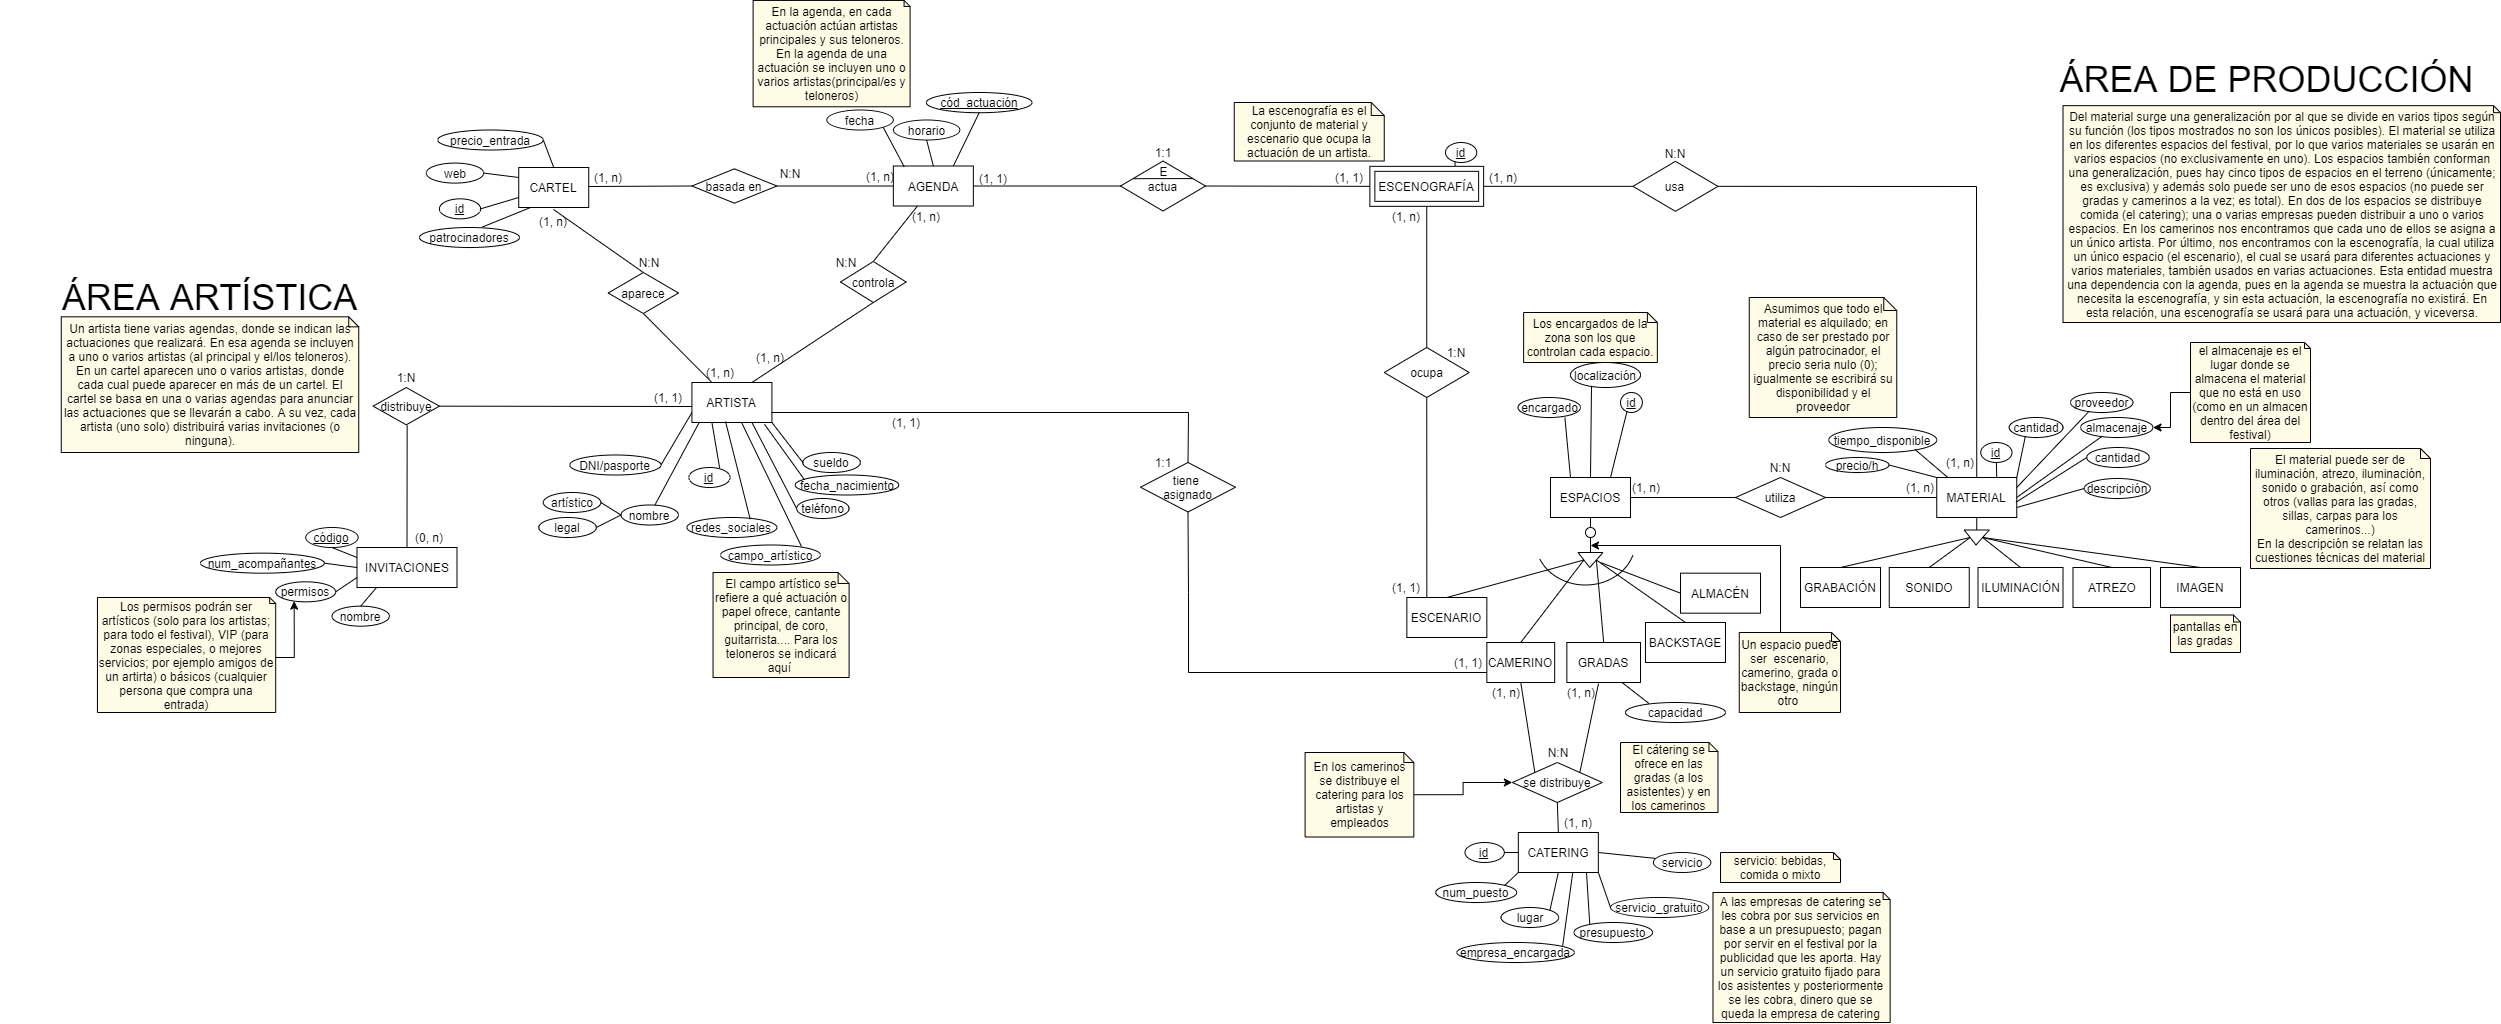 En la agenda, en cada
actuación actúan artistas
principales y sus teloneros.
En la agenda de una
actuación se incluyen uno o
varios artistas(principal/es y
teloneros)
ÁREA DE PRODUCCIÓN
Del material surge una generalización por al que se divide en varios tipos según
su función (los tipos mostrados no son los únicos posibles). El material se utiliza
en los diferentes espacios del festival, por lo que varios materiales se usarán en
varios espacios (no exclusivamente en uno). Los espacios también conforman
una generalización, pues hay cinco tipos de espacios en el terreno (únicamente;
es exclusiva) y además solo puede ser uno de esos espacios (no puede ser
gradas y camerinos a la vez; es total). En dos de los espacios se distribuye
comida (el catering); una o varias empresas pueden distribuir a uno o varios
espacios. En los camerinos nos encontramos que cada uno de ellos se asigna a
un único artista. Por último, nos encontramos con la escenografía, la cual utiliza
un único espacio (el escenario), el cual se usará para diferentes actuaciones y
varios materiales, también usados en varias actuaciones. Esta entidad muestra
una dependencia con la agenda, pues en la agenda se muestra la actuación que
necesita la escenografía, y sin esta actuación, la escenografía no existirá. En
esta relación, una escenografía se usará para una actuación, y viceversa.
cód_actuación
fecha
horario
La escenografía es el
conjunto de material y
escenario que ocupa la
actuación de un artista.
precio_entrada
web
id
patrocinadores
CARTEL
(1, n)
(1, n)
basada en
N:N
(1, n)
AGENDA
(1, 1)
(1, n)
1:1
E
actua
(1, 1)
id
ESCENOGRAFÍA
(1, n)
(1, n)
N:N
usa
N:N
aparece
N:N
controla
ÁREA ARTÍSTICA
Un artista tiene varias agendas, donde se indican las
actuaciones que realizará. En esa agenda se incluyen
a uno o varios artistas (al principal y el/los teloneros).
En un cartel aparecen uno o varios artistas, donde
cada cual puede aparecer en más de un cartel. El
cartel se basa en una o varias agendas para anunciar
las actuaciones que se llevarán a cabo. A su vez, cada
artista (uno solo) distribuirá varias invitaciones (o
ninguna).
1:N
distribuye
(1, n)
(1, n)
(1, 1)
ARTISTA
(1, 1)
DNI/pasporte
id
artístico
legal
nombre
redes_sociales
campo_artístico
teléfono
fecha_nacimiento
sueldo
El campo artístico se
refiere a qué actuación o
papel ofrece, cantante
principal, de coro,
guitarrista.... Para los
teloneros se indicará
aquí
(0, n)
INVITACIONES
código
num_acompañantes
permisos
nombre
Los permisos podrán ser
artísticos (solo para los artistas;
para todo el festival), VIP (para
zonas especiales, o mejores
servicios; por ejemplo amigos de
un artirta) o básicos (cualquier
persona que compra una
entrada)
1:1
tiene
asignado
1:N
ocupa
Los encargados de la
zona son los que
controlan cada espacio.
localización
encargado
id
ESPACIOS
(1, n)
N:N
utiliza
(1, n)
(1, n)
MATERIAL
Asumimos que todo el
material es alquilado; en
caso de ser prestado por
algún patrocinador, el
precio seria nulo (0);
igualmente se escribirá su
disponibilidad y el
proveedor
tiempo_disponible
precio/h
id
cantidad
proveedor
almacenaje
cantidad
descripción
el almacenaje es el
lugar donde se
almacena el material
que no está en uso
(como en un almacen
dentro del área del
festival)
El material puede ser de
iluminación, atrezo, iluminación,
sonido o grabación, así como
otros (vallas para las gradas,
sillas, carpas para los
camerinos...)
En la descripción se relatan las
cuestiones técnicas del material
GRABACIÓN
SONIDO
ILUMINACIÓN
ATREZO
IMAGEN
pantallas en
las gradas
(1, 1)
ESCENARIO
(1, 1)
CAMERINO
(1, n)
GRADAS
(1, n)
BACKSTAGE
ALMACÉN
Un espacio puede
ser escenario,
camerino, grada o
backstage, ningún
otro
capacidad
En los camerinos
se distribuye el
catering para los
artistas y
empleados
N:N
se distribuye
El cátering se
ofrece en las
gradas (a los
asistentes) y en
los camerinos
(1, n)
CATERING
id
num_puesto
lugar
empresa_encargada
presupuesto
servicio_gratuito
servicio
servicio: bebidas,
comida o mixto
A las empresas de catering se
les cobra por sus servicios en
base a un presupuesto; pagan
por servir en el festival por la
publicidad que les aporta. Hay
un servicio gratuito fijado para
los asistentes y posteriormente
se les cobra, dinero que se
queda la empresa de catering